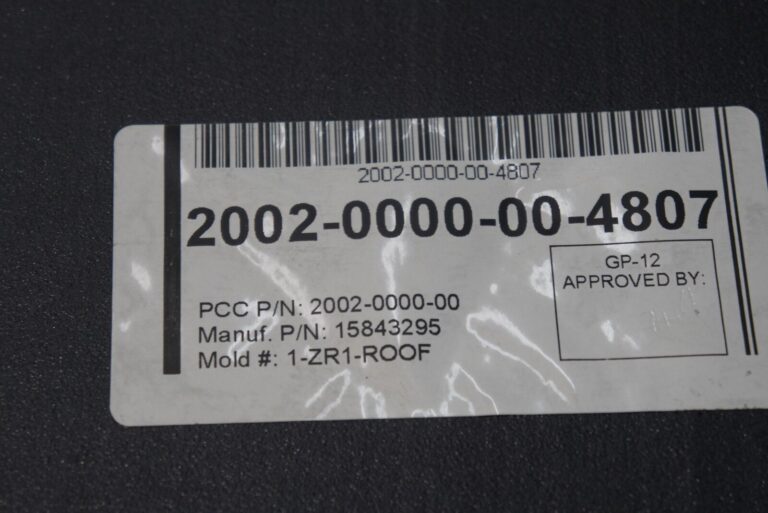 2002-0000-00-4807
2002-0000-00-4807
GP-12
APPROVED BY:
PCC P/N: 2002-0000-00
Manuf. P/N: 15843295
Mold #: 1-ZR1-ROOF